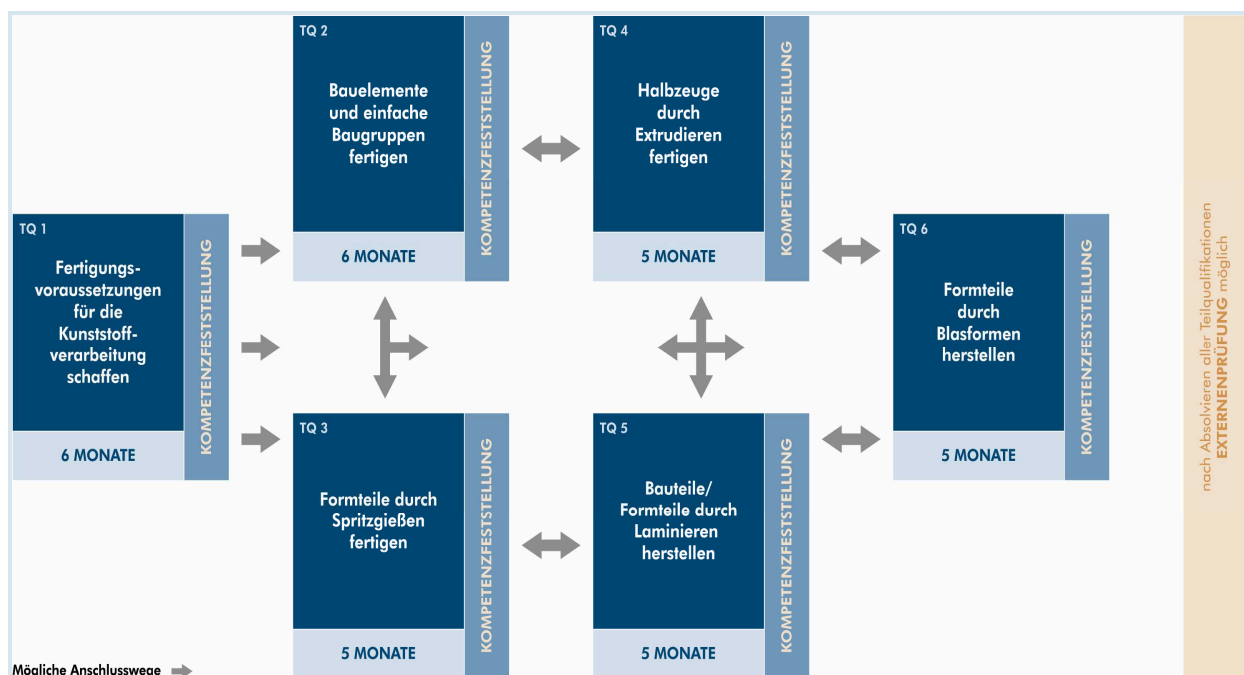 TQ 1
Fertigungs-
voraussetzungen
für die
Kunststoff-
verarbeitung
schaffen
6 MONATE
KOMPETENZFESTSTELLUNG
TQ 2
Bauelemente
und einfache
Baugruppen
fertigen
6 MONATE
KOMPETENZFESTSTELLUNG
TQ 3
Formteile durch
Spritzgießen
fertigen
5 MONATE
KOMPETENZFESTSTELLUNG
TQ 4
Halbzeuge
durch
Extrudieren
fertigen
5 MONATE
KOMPETENZFESTSTELLUNG
TQ 5
Bauteile/
Formteile durch
Laminieren
herstellen
5 MONATE
KOMPETENZFESTSTELLUNG
TQ 6
Formteile
durch
Blasformen
herstellen
5 MONATE
KOMPETENZFESTSTELLUNG
nach Absolvieren aller Teilqualifikationen
EXTERNENPRÜFUNG möglich
Mögliche Anschlusswege